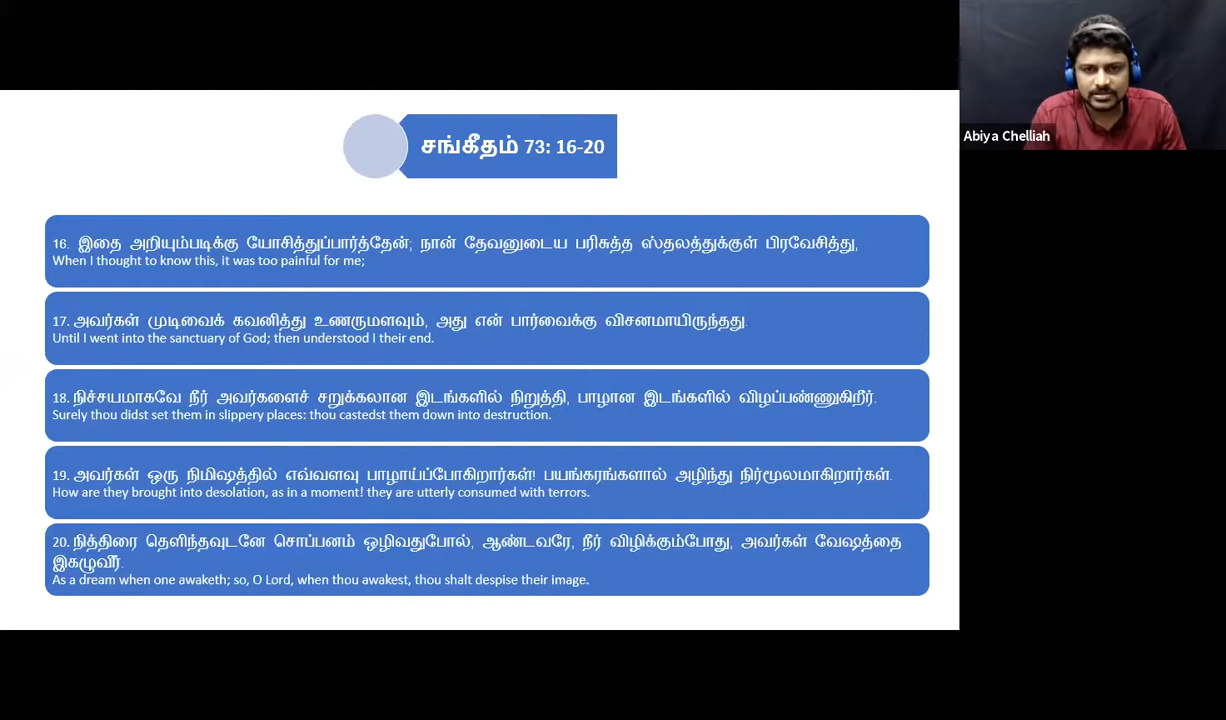 சங்கீதம் 73: 16-20
Abiya Chelliah
16. இதை அறியும்படிக்கு யோசித்துப்பார்த்தேன்; நான் தேவனுடைய பரிசுத்த ஸ்தலத்துக்குள் பிரவேசித்து,
When I thought to know this, it was too painful for me;
17. அவர்கள் முடிவைக் கவனித்து உணருமளவும், அது என் பார்வைக்கு விசனமாயிருந்தது.
Until I went into the sanctuary of God; then understood I their end.
18. நிச்சயமாகவே நீர் அவர்களைச் சறுக்கலான இடங்களில் நிறுத்தி, பாழான இடங்களில் விழப்பண்ணுகிறீர்.
Surely thou didst set them in slippery places: thou castedst them down into destruction.
19. அவர்கள் ஒரு நிமிஷத்தில் எவ்வளவு பாழாய்ப்போகிறார்கள்! பயங்கரங்களால் அழிந்து நிர்மூலமாகிறார்கள்.
How are they brought into desolation, as in a moment! they are utterly consumed with terrors.
20. நித்திரை தெளிந்தவுடனே சொப்பனம் ஒழிவதுபோல், ஆண்டவரே, நீர் விழிக்கும்போது, அவர்கள் வேஷத்தை
இகழுவீர்.
As a dream when one awaketh; so, O Lord, when thou awakest, thou shalt despise their image.